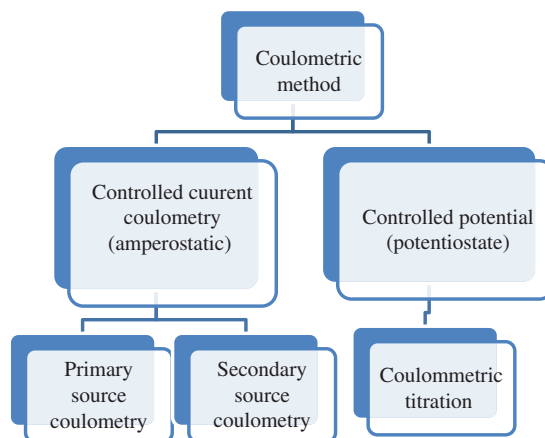 Coulometric
method
Controlled cuurent
coulometry
(amperostatic)
Controlled potential
(potentiostate)
Primary
source
coulometry
Secondary
source
coulometry
Coulommetric
titration